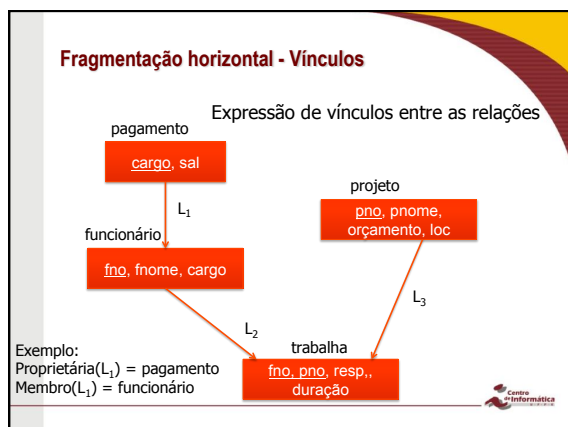 Fragmentação horizontal - Vínculos
Expressão de vínculos entre as relações
pagamento
cargo, sal
projeto
L1
pno, pnome,
orçamento, loc
funcionário
fno, fnome, cargo
L3
L2
trabalha
Exemplo:
Proprietária(L1) = pagamento
Membro(L1) = funcionário
fno, pno, resp,,
duração
Centro
de Informática